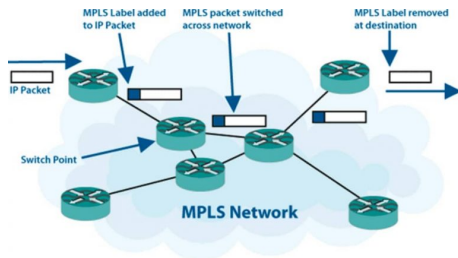 MPLS Label added
to IP Packet
MPLS packet switched
across network
MPLS Label removed
at destination
IP Packet
Switch Point
MPLS Network